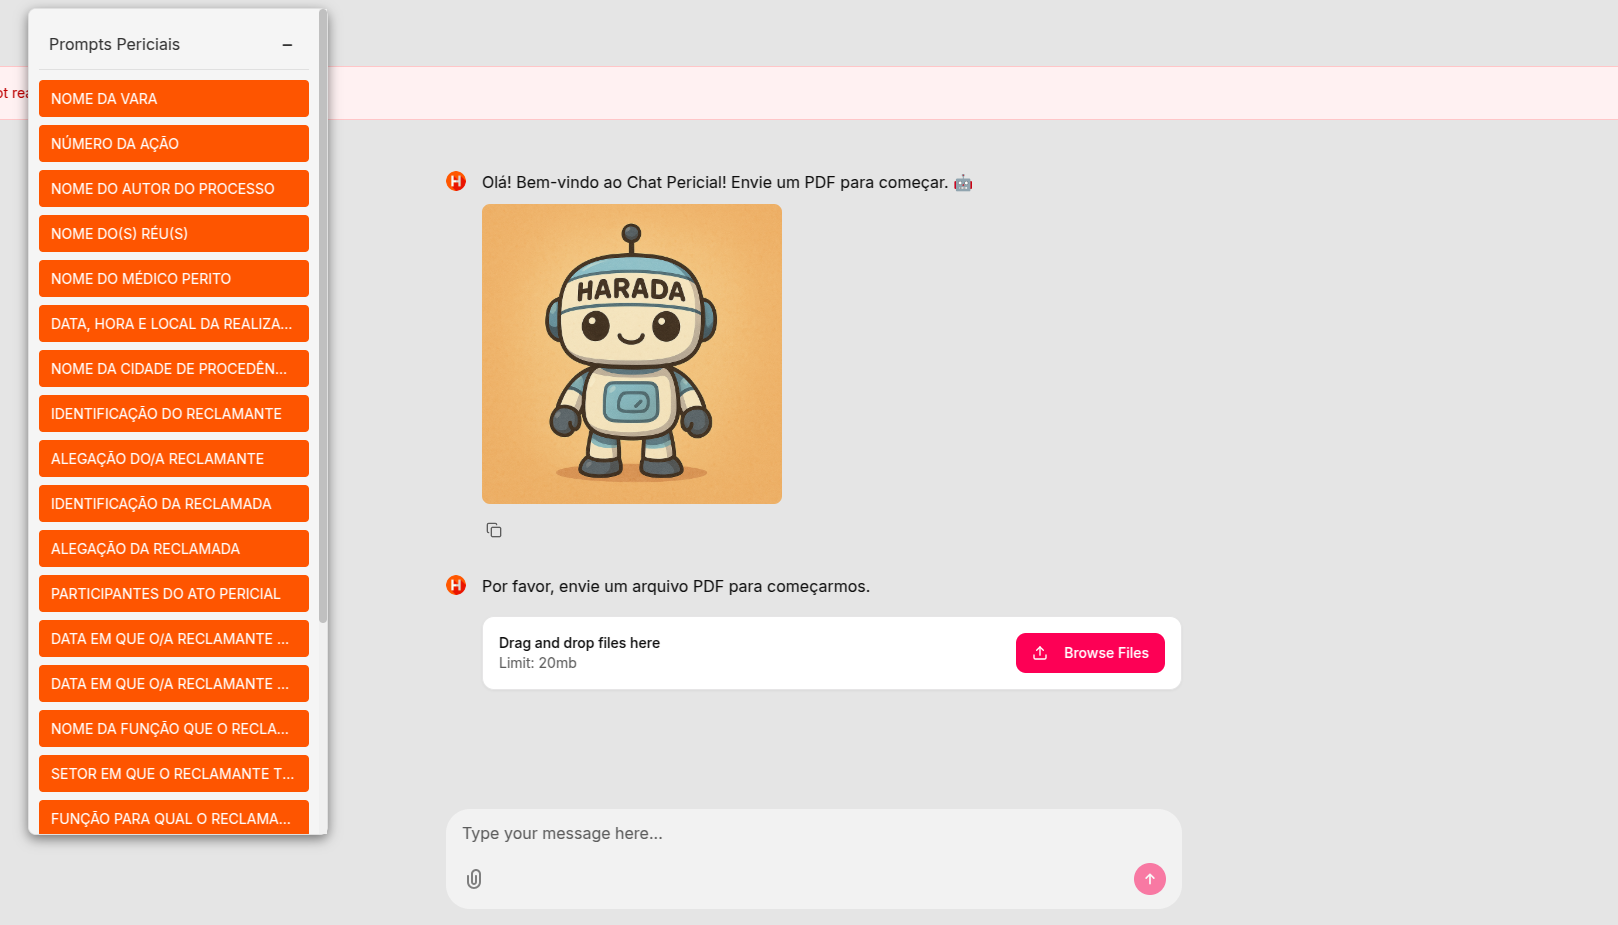 Prompts Periciais
NOME DA VARA
NÚMERO DA AÇÃO
NOME DO AUTOR DO PROCESSO
NOME DO(S) RÉU(S)
NOME DO MÉDICO PERITO
DATA, HORA E LOCAL DA REALIZA...
NOME DA CIDADE DE PROCEDÊN...
IDENTIFICAÇÃO DO RECLAMANTE
ALEGAÇÃO DO/A RECLAMANTE
IDENTIFICAÇÃO DA RECLAMADA
ALEGAÇÃO DA RECLAMADA
PARTICIPANTES DO ATO PERICIAL
DATA EM QUE O/A RECLAMANTE ...
DATA EM QUE O/A RECLAMANTE ...
NOME DA FUNÇÃO QUE O RECLA...
SETOR EM QUE O RECLAMANTE T...
FUNÇÃO PARA QUAL O RECLAMA...
H
Olá! Bem-vindo ao Chat Pericial! Envie um PDF para começar. 🤖
HARADA
H
Por favor, envie um arquivo PDF para começarmos.
Drag and drop files here
Limit: 20mb
Browse Files
Type your message here...